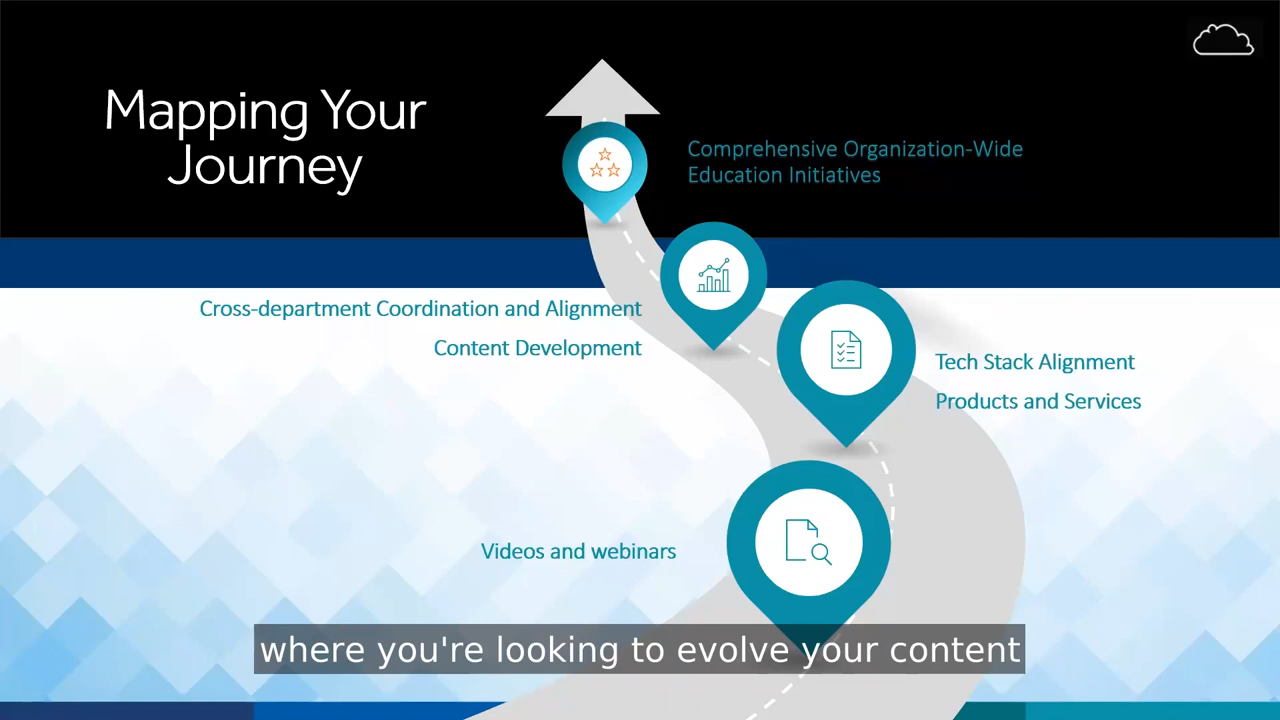 Mapping Your
Journey
Comprehensive Organization-Wide
Education Initiatives
Cross-department Coordination and Alignment
Content Development
Tech Stack Alignment
Products and Services
Videos and webinars
where you're looking to evolve your content